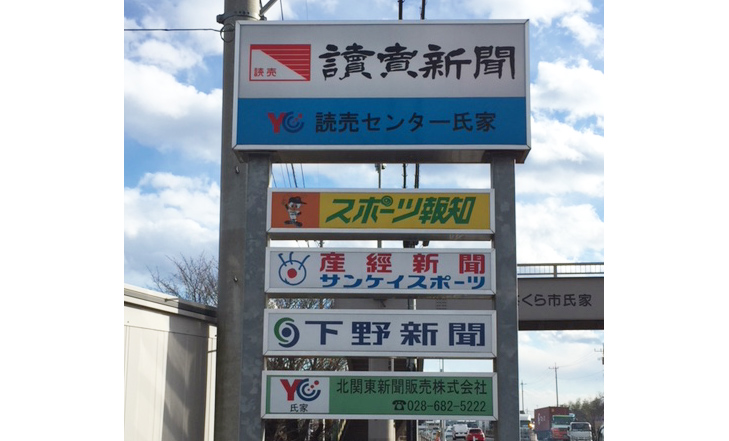 読売
讀賣新聞
YC 読売センター氏家
スポーツ報知
産經新聞
サンケイスポーツ
下野新聞
YC
氏家
北関東新聞販売株式会社
☎028-682-5222
くら市氏家